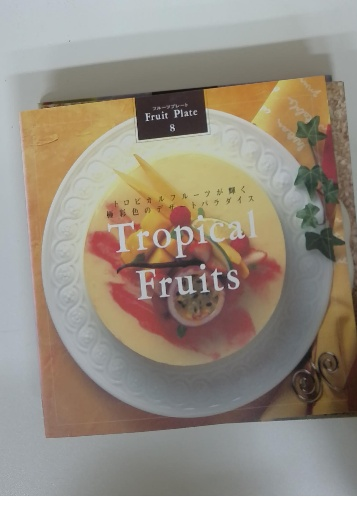 フルーツプレート
Fruit Plate
8
トロピカルフルーツが輝く
極彩色のデザートパラダイス
Tropical
Fruits